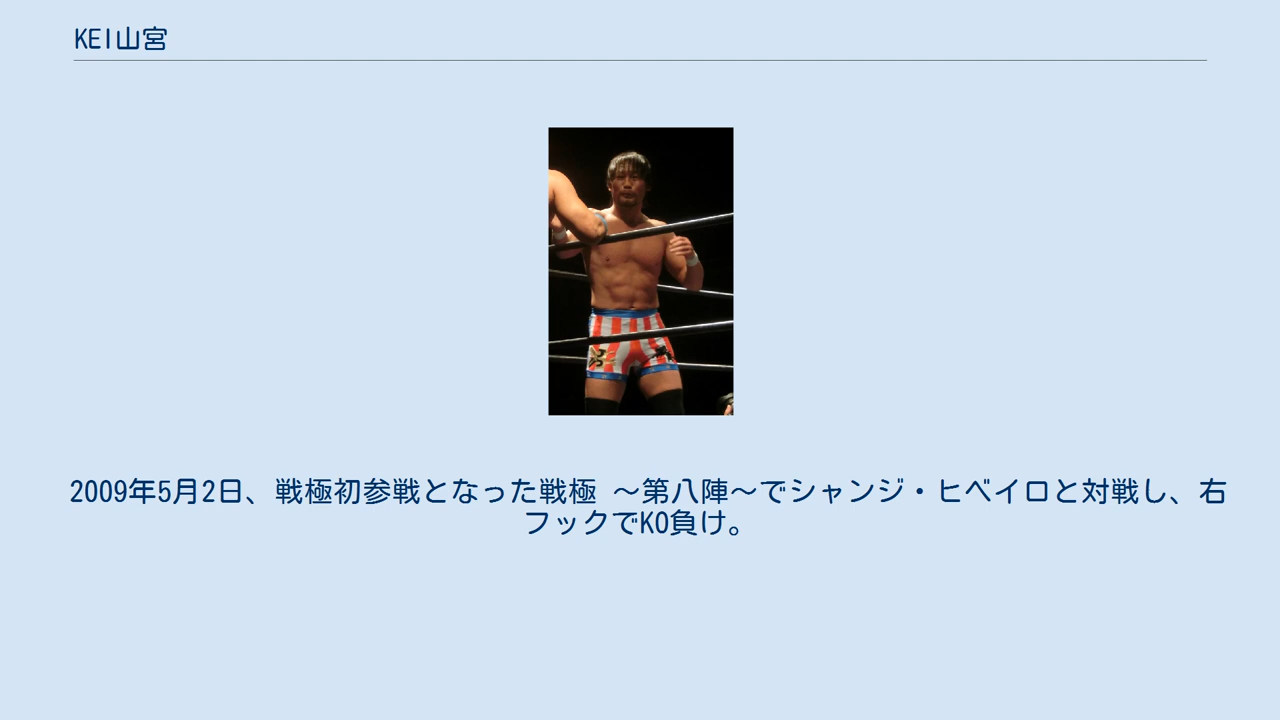 KEI山宮
2009年5月2日、戦極初参戦となった戦極 〜第八陣〜でシャンジ・ヒベイロと対戦し、右
フックでKO負け。